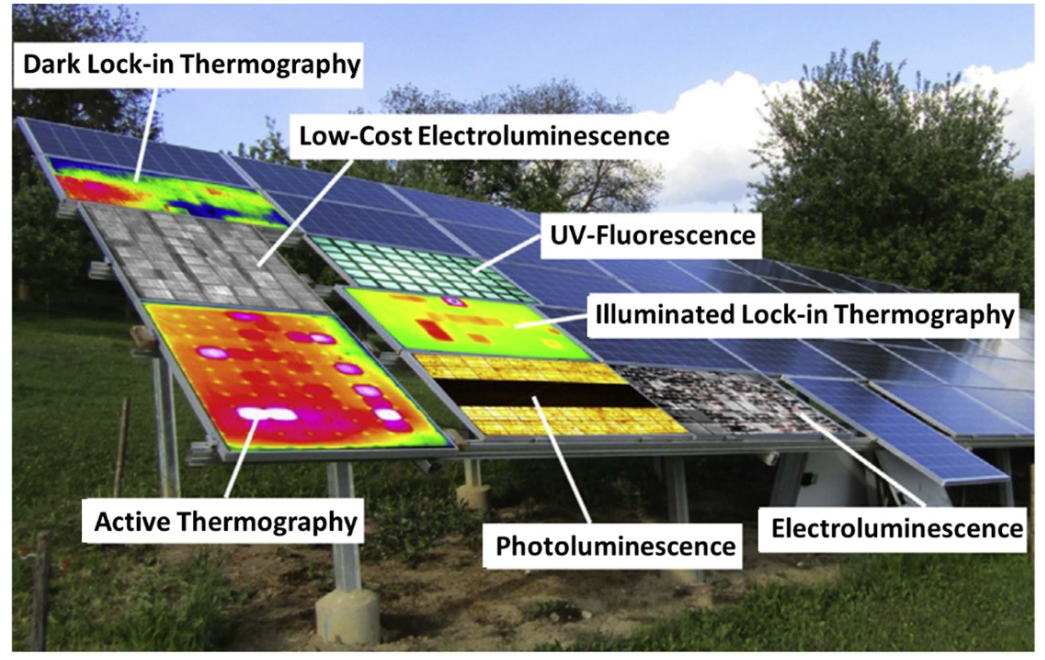 Dark Lock-in Thermography
Low-Cost Electroluminescence
UV-Fluorescence
Illuminated Lock-in Thermography
Active Thermography
Photoluminescence
Electroluminescence